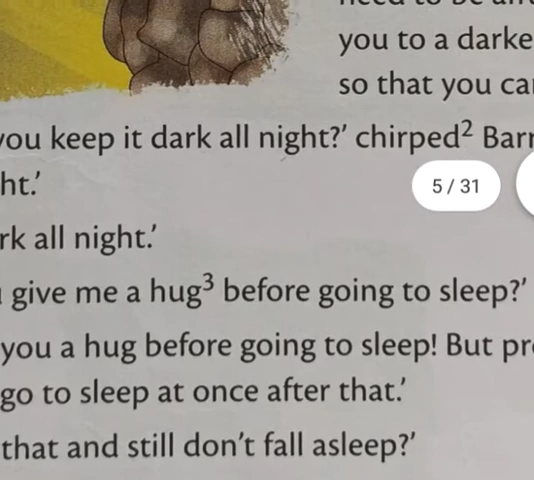 you to a darke
so that you ca
you keep it dark all night?’ chirped² Barr
ht.’
5 / 31
rk all night.’
give me a hug³ before going to sleep?’
you a hug before going to sleep! But pr
go to sleep at once after that.’
that and still don’t fall asleep?’